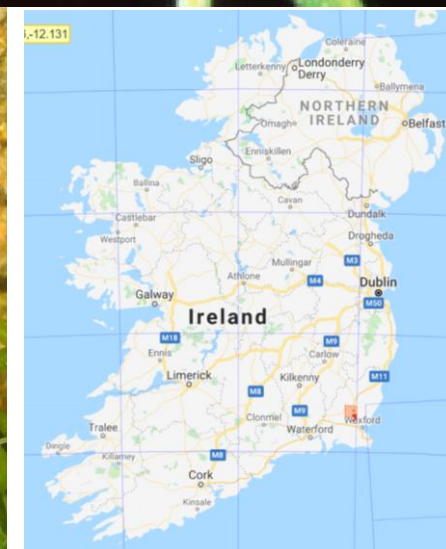 ,-12.131
Coleraine
Letterkenny
Londonderry
Derry
Ballymena
NORTHERN
IRELAND
Omagh
Belfast
Enniskillen
Sligo
Ballina
Cavan
Dundalk
Castlebar
Westport
Drogheda
M3
Mullingar
Athlone
M4
Dublin
Galway
M50
Ireland
M18
M9
Ennis
Carlow
Limerick
M11
Kilkenny
M8
M9
Clonmel
Wexford
Tralee
Waterford
Dingle
Killarney
M8
Cork
Kinsale